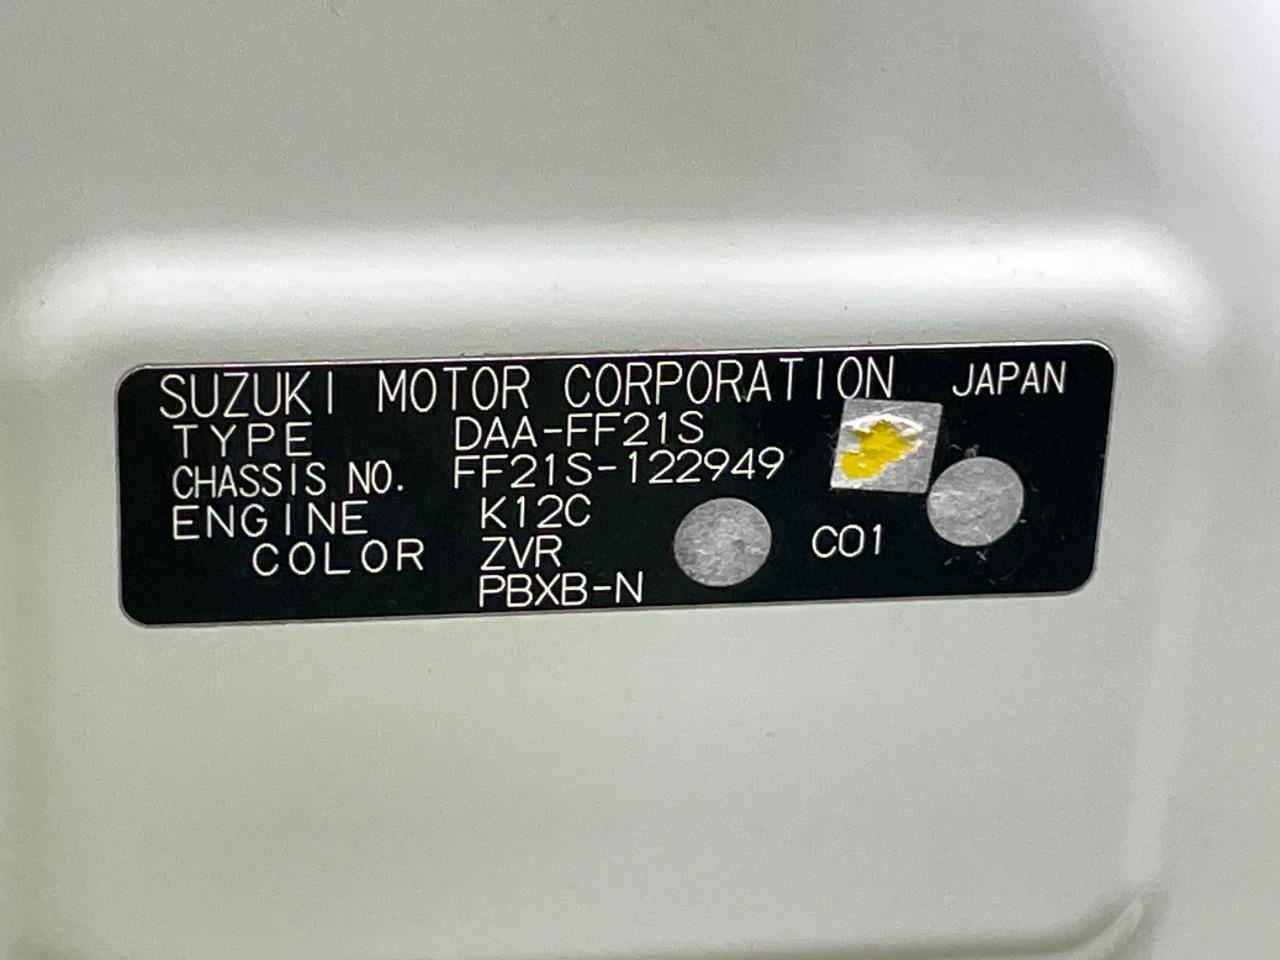 SUZUKI MOTOR CORPORATION JAPAN
TYPE DAA-FF21S
CHASSIS NO. FF21S-122949
ENGINE K12C
COLOR ZVR C01
PBXB-N